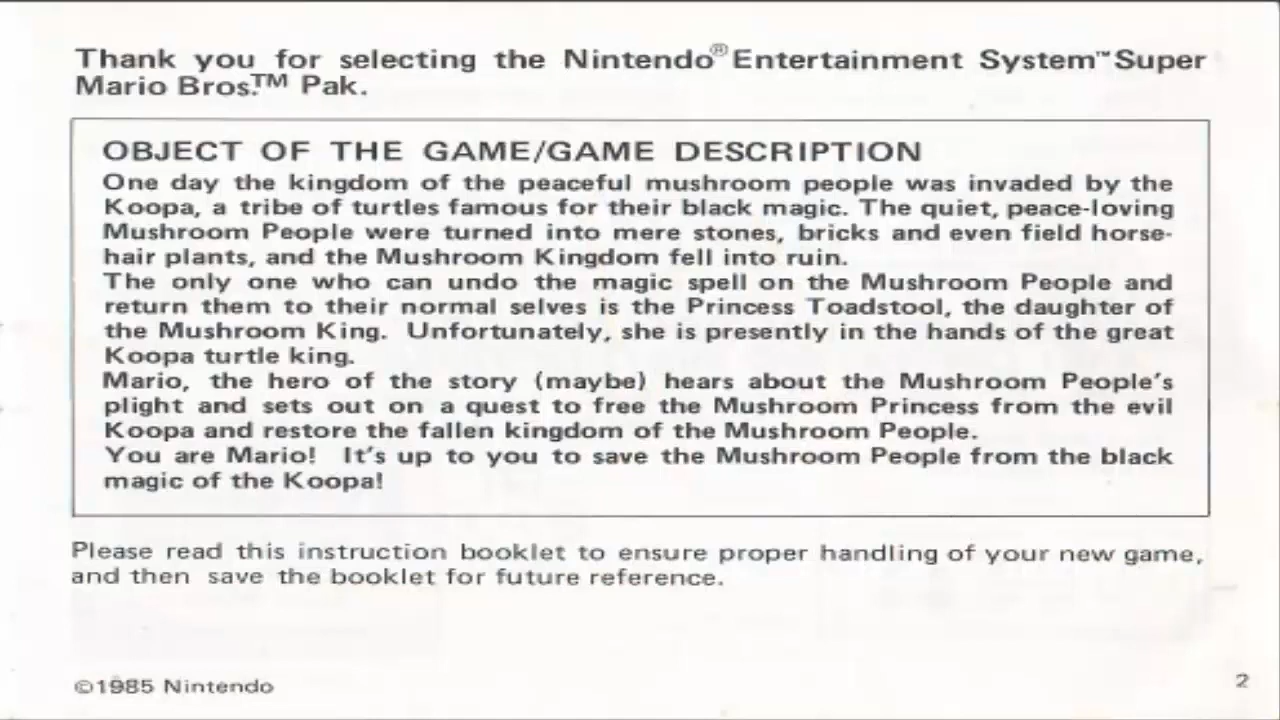 Thank you for selecting the Nintendo® Entertainment System™ Super
Mario Bros.™ Pak.
OBJECT OF THE GAME/GAME DESCRIPTION
One day the kingdom of the peaceful mushroom people was invaded by the
Koopa, a tribe of turtles famous for their black magic. The quiet, peace-loving
Mushroom People were turned into mere stones, bricks and even field horse-
hair plants, and the Mushroom Kingdom fell into ruin.
The only one who can undo the magic spell on the Mushroom People and
return them to their normal selves is the Princess Toadstool, the daughter of
the Mushroom King. Unfortunately, she is presently in the hands of the great
Koopa turtle king.
Mario, the hero of the story (maybe) hears about the Mushroom People's
plight and sets out on a quest to free the Mushroom Princess from the evil
Koopa and restore the fallen kingdom of the Mushroom People.
You are Mario! It's up to you to save the Mushroom People from the black
magic of the Koopa!
Please read this instruction booklet to ensure proper handling of your new game,
and then save the booklet for future reference.
©1985 Nintendo
2